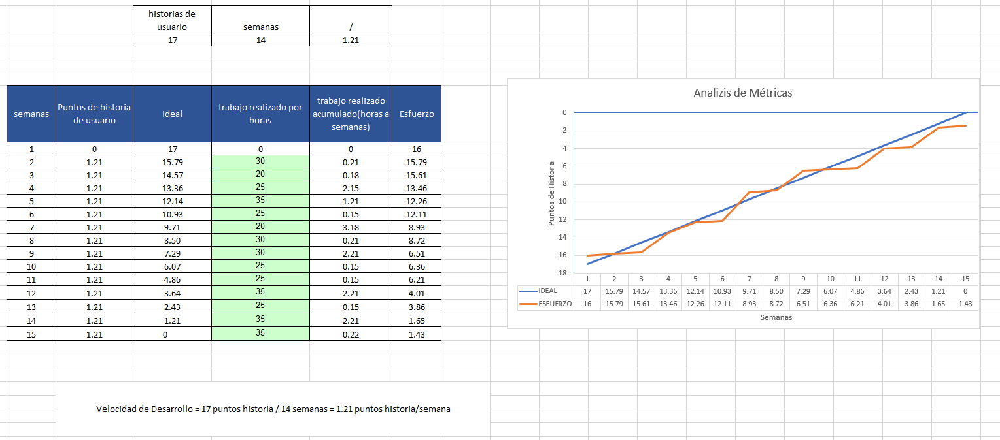 historias de
usuario semanas /
17 14 1.21
semanas Puntos de historia de usuario Ideal trabajo realizado por horas trabajo realizado acumulado(horas a semanas) Esfuerzo
1 0 17 0 0 16
2 1.21 15.79 30 0.21 15.79
3 1.21 14.57 20 0.18 15.61
4 1.21 13.36 25 2.15 13.46
5 1.21 12.14 35 1.21 12.26
6 1.21 10.93 25 0.15 12.11
7 1.21 9.71 20 3.18 8.93
8 1.21 8.50 30 0.21 8.72
9 1.21 7.29 30 2.21 6.51
10 1.21 6.07 25 0.15 6.36
11 1.21 4.86 25 0.15 6.21
12 1.21 3.64 35 2.21 4.01
13 1.21 2.43 25 0.15 3.86
14 1.21 1.21 35 2.21 1.65
15 1.21 0 35 0.22 1.43
Velocidad de Desarrollo = 17 puntos historia / 14 semanas = 1.21 puntos historia/semana
Analizis de Métricas
Puntos de Historia
0
2
4
6
8
10
12
14
16
18
1 2 3 4 5 6 7 8 9 10 11 12 13 14 15
IDEAL 17 15.79 14.57 13.36 12.14 10.93 9.71 8.50 7.29 6.07 4.86 3.64 2.43 1.21 0
ESFUERZO 16 15.79 15.61 13.46 12.26 12.11 8.93 8.72 6.51 6.36 6.21 4.01 3.86 1.65 1.43
Semanas